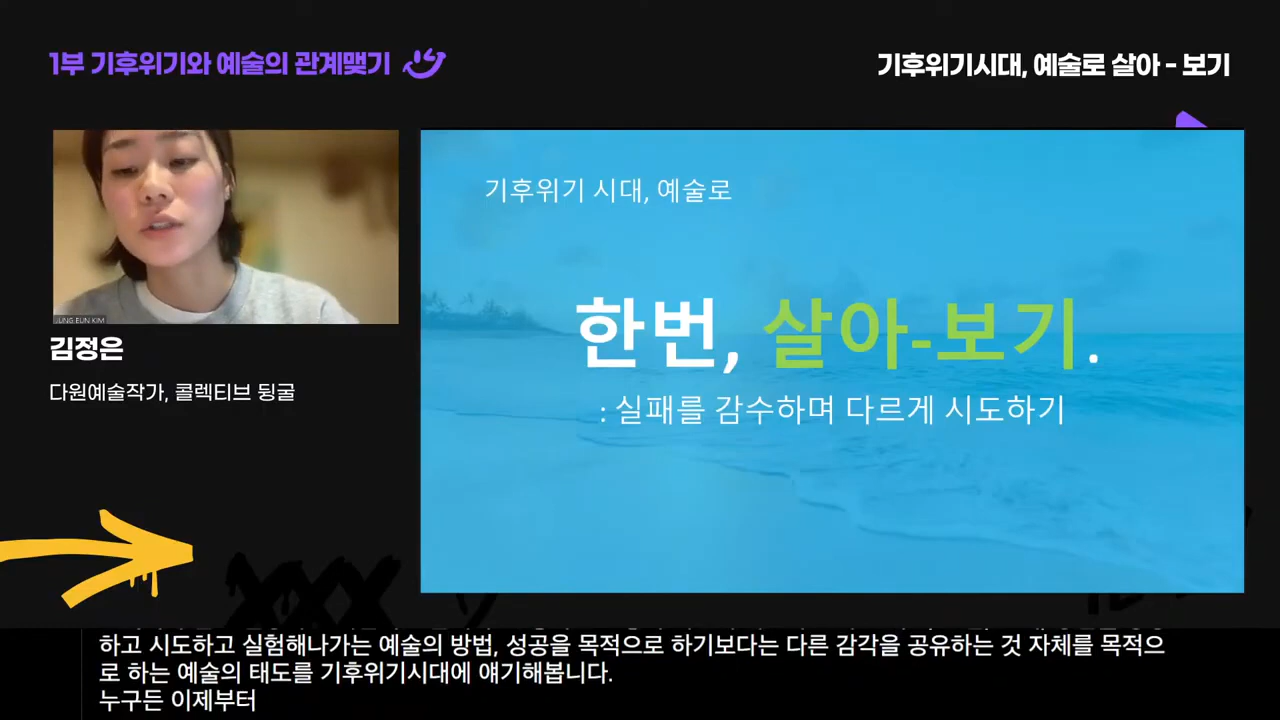 1부 기후위기와 예술의 관계맺기
기후위기시대, 예술로 살아 - 보기
기후위기 시대, 예술로
한번, 살아-보기.
: 실패를 감수하며 다르게 시도하기
JUNG EUN KIM
김정은
다원예술작가, 콜렉티브 뒹굴
하고 시도하고 실험해나가는 예술의 방법, 성공을 목적으로 하기보다는 다른 감각을 공유하는 것 자체를 목적으
로 하는 예술의 태도를 기후위기시대에 얘기해봅니다.
누구든 이제부터